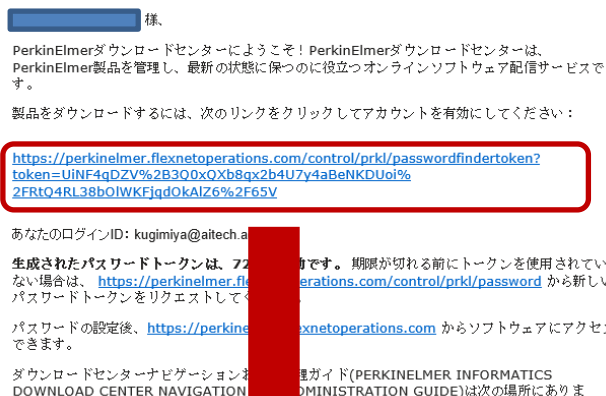 様、
PerkinElmerダウンロードセンターにようこそ！PerkinElmerダウンロードセンターは、
PerkinElmer製品を管理し、最新の状態に保つのに役立つオンラインソフトウェア配信サービスで
す。
製品をダウンロードするには、次のリンクをクリックしてアカウントを有効にしてください：
https://perkinelmer.flexnetoperations.com/control/prkl/passwordfindertoken?
token=UiNF4qDZV%2B3Q0xQXb8qx2b4U7y4aBeNKDUoi%
2FRtQ4RL38bOlWKFjqdOkAlZ6%2F65V
あなたのログインID: kugimiya@aitech.a
生成されたパスワードトークンは、72 効です。期限が切れる前にトークンを使用されてい
ない場合は、 https://perkinelmer.fle erations.com/control/prkl/password から新し
パスワードトークンをリクエストして
パスワードの設定後、https://perkine exnetoperations.com からソフトウェアにアクセ
できます。
ダウンロードセンターナビゲーション 理ガイド(PERKINELMER INFORMATICS
DOWNLOAD CENTER NAVIGATION DMINISTRATION GUIDE)は次の場所にありま